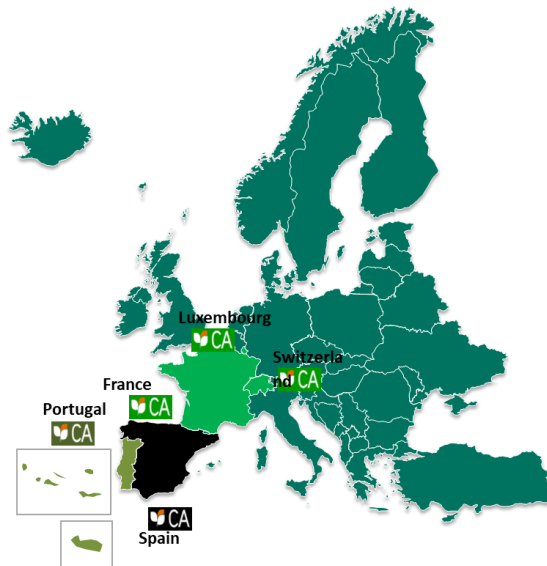 Luxembourg
CA
Switzerla
nd
CA
France
CA
Portugal
CA
CA
Spain